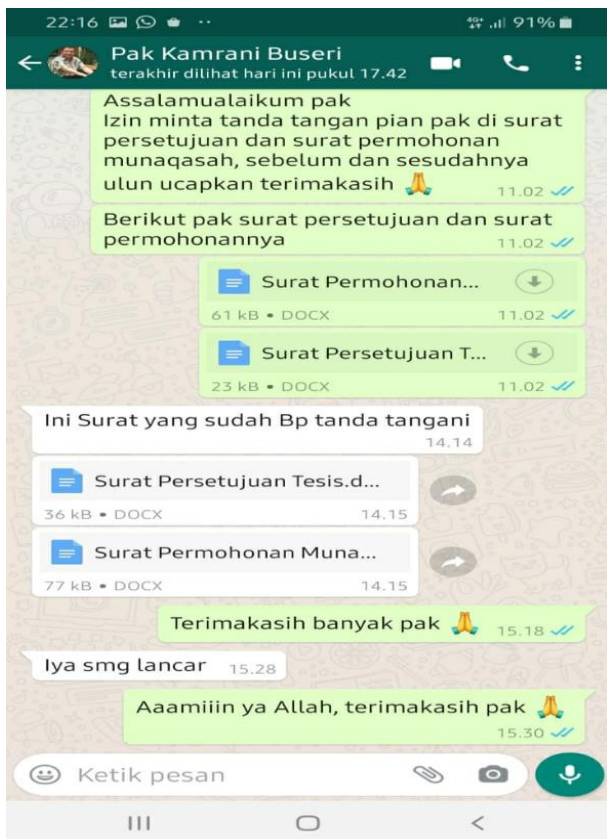 22:16
91%
Pak Kamrani Buseri
terakhir dilihat hari ini pukul 17.42
Assalamualaikum pak
Izin minta tanda tangan pian pak di surat
persetujuan dan surat permohonan
munaqasah, sebelum dan sesudahnya
ulun ucapkan terimakasih 🙏
11.02
Berikut pak surat persetujuan dan surat
permohonannya
11.02
Surat Permohonan...
61 kB • DOCX 11.02
Surat Persetujuan T...
23 kB • DOCX 11.02
Ini Surat yang sudah Bp tanda tangani
14.14
Surat Persetujuan Tesis.d...
36 kB • DOCX 14.15
Surat Permohonan Muna...
77 kB • DOCX 14.15
Terimakasih banyak pak 🙏 15.18
Iya smg lancar 15.28
Aaamiiin ya Allah, terimakasih pak 🙏
15.30
Ketik pesan